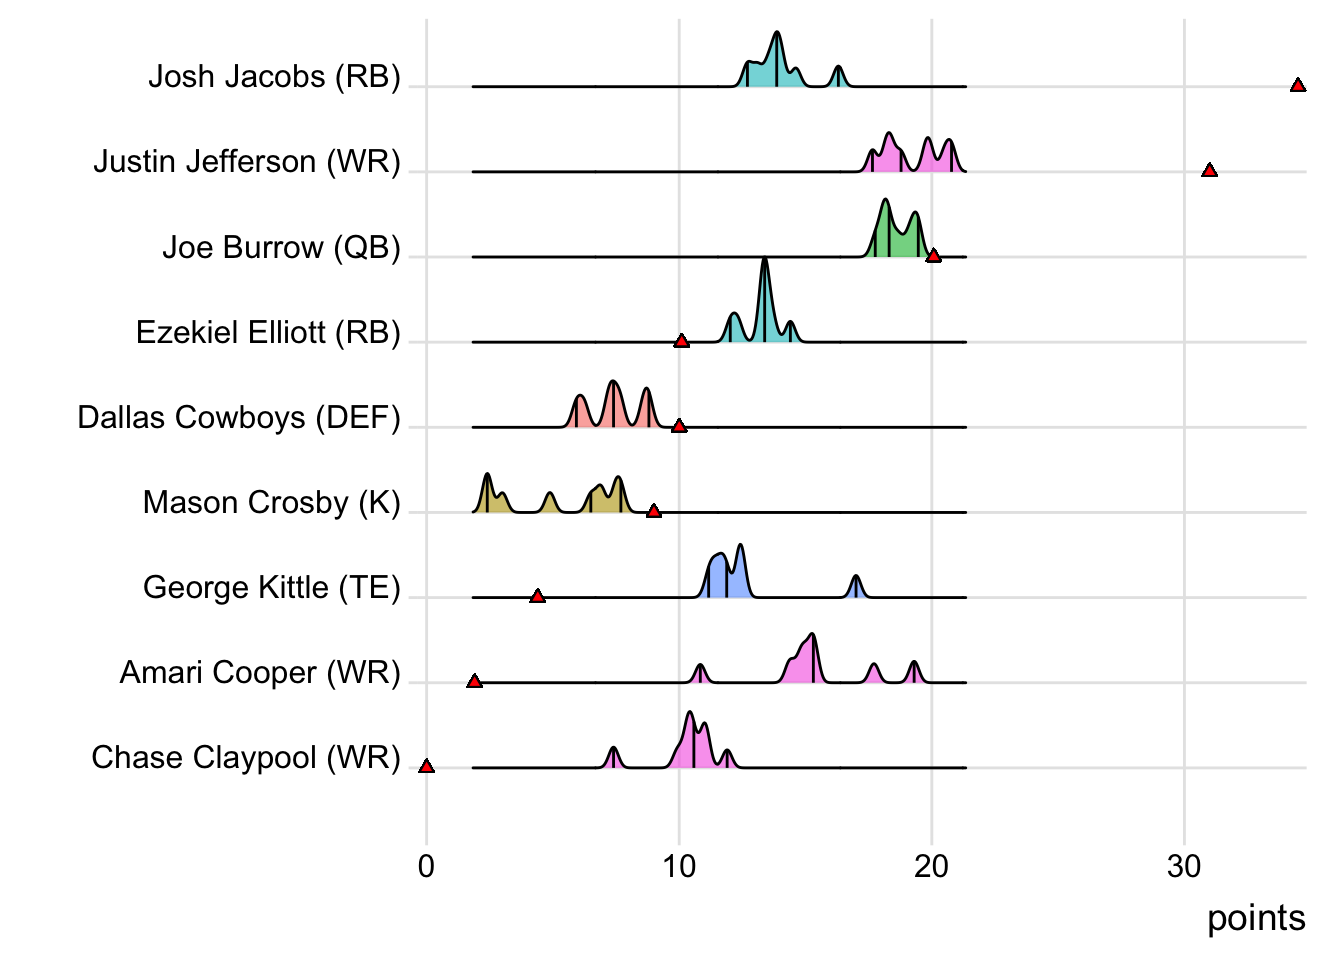 Josh Jacobs (RB)
Justin Jefferson (WR)
Joe Burrow (QB)
Ezekiel Elliott (RB)
Dallas Cowboys (DEF)
Mason Crosby (K)
George Kittle (TE)
Amari Cooper (WR)
Chase Claypool (WR)
0 10 20 30
points